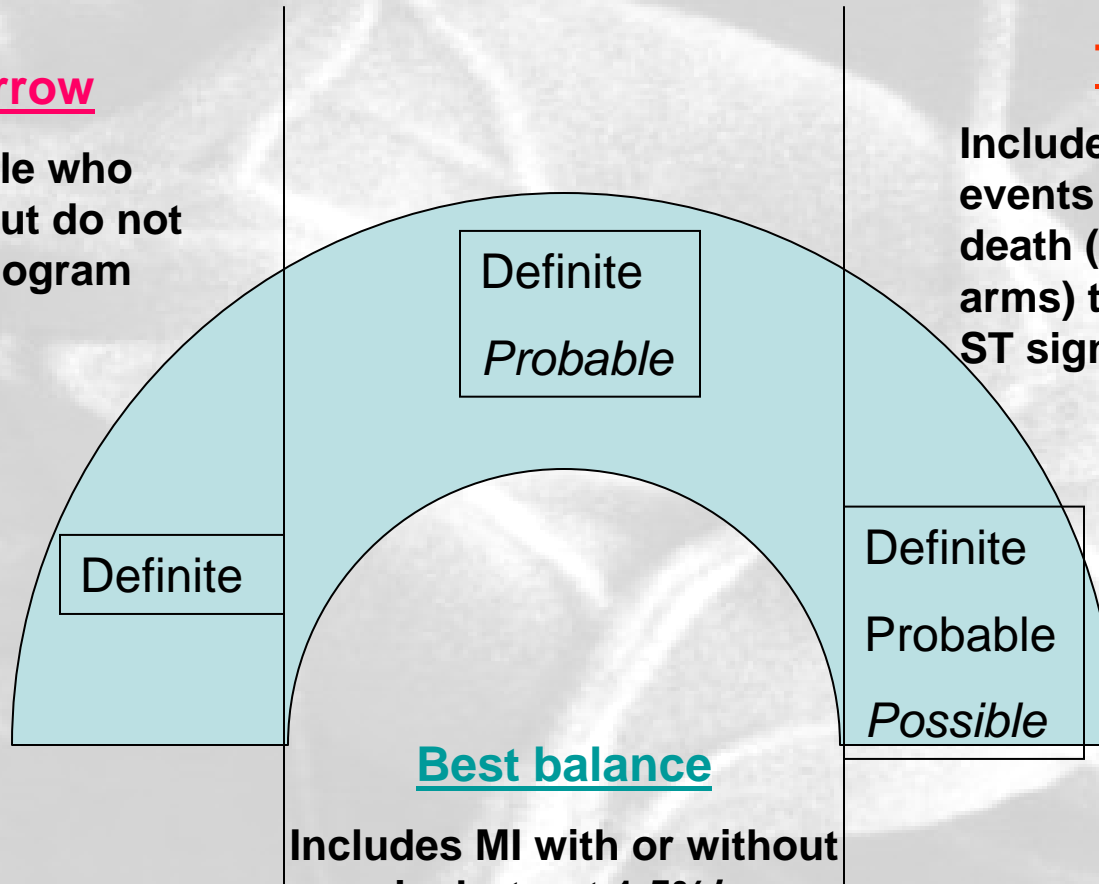 rrow
le who
ut do not
ogram
Definite
Definite
Probable
Include
events
death (
arms) t
ST sign
Definite
Probable
Possible
Best balance
Includes MI with or without